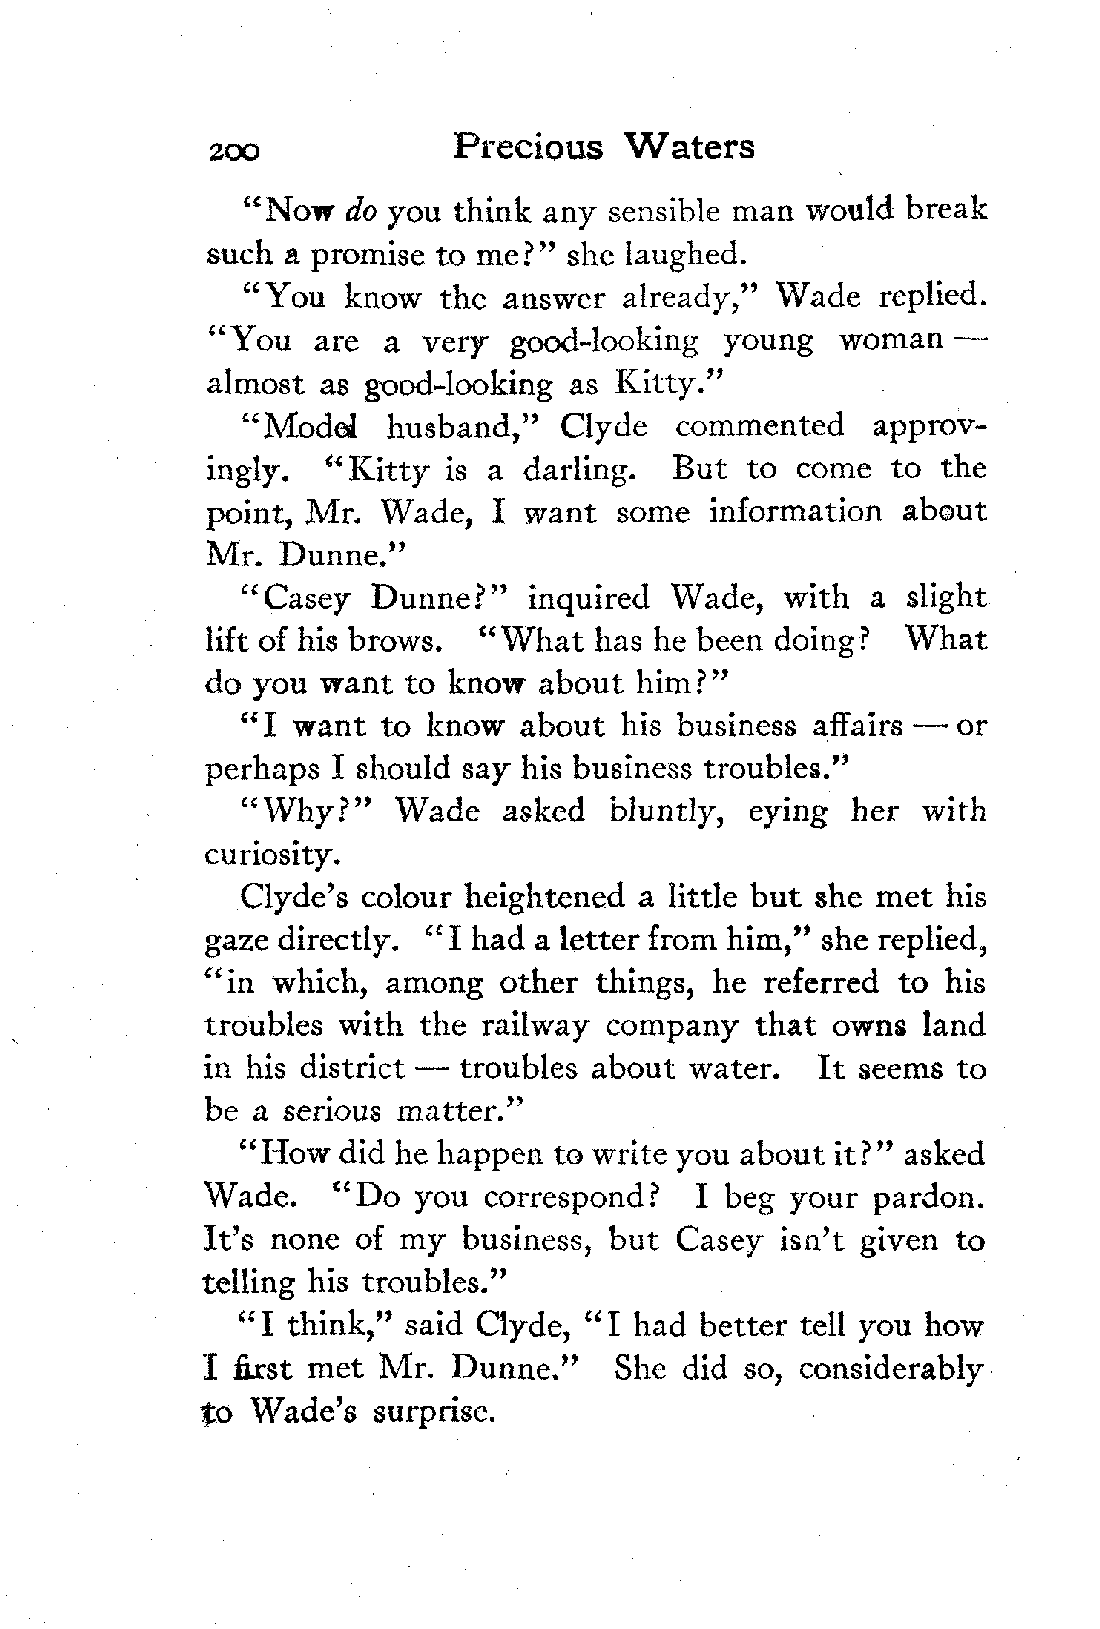 200 Precious Waters
"Now do you think any sensible man would break
such a promise to me?" she laughed.
"You know the answer already," Wade replied.
"You are a very good-looking young woman —
almost as good-looking as Kitty."
"Model husband," Clyde commented approv-
ingly. "Kitty is a darling. But to come to the
point, Mr. Wade, I want some information about
Mr. Dunne."
"Casey Dunne?" inquired Wade, with a slight
lift of his brows. "What has he been doing? What
do you want to know about him?"
"I want to know about his business affairs — or
perhaps I should say his business troubles."
"Why?" Wade asked bluntly, eying her with
curiosity.
Clyde's colour heightened a little but she met his
gaze directly. "I had a letter from him," she replied,
"in which, among other things, he referred to his
troubles with the railway company that owns land
in his district — troubles about water. It seems to
be a serious matter."
"How did he happen to write you about it?" asked
Wade. "Do you correspond? I beg your pardon.
It's none of my business, but Casey isn't given to
telling his troubles."
"I think," said Clyde, "I had better tell you how
I first met Mr. Dunne." She did so, considerably
to Wade's surprise.